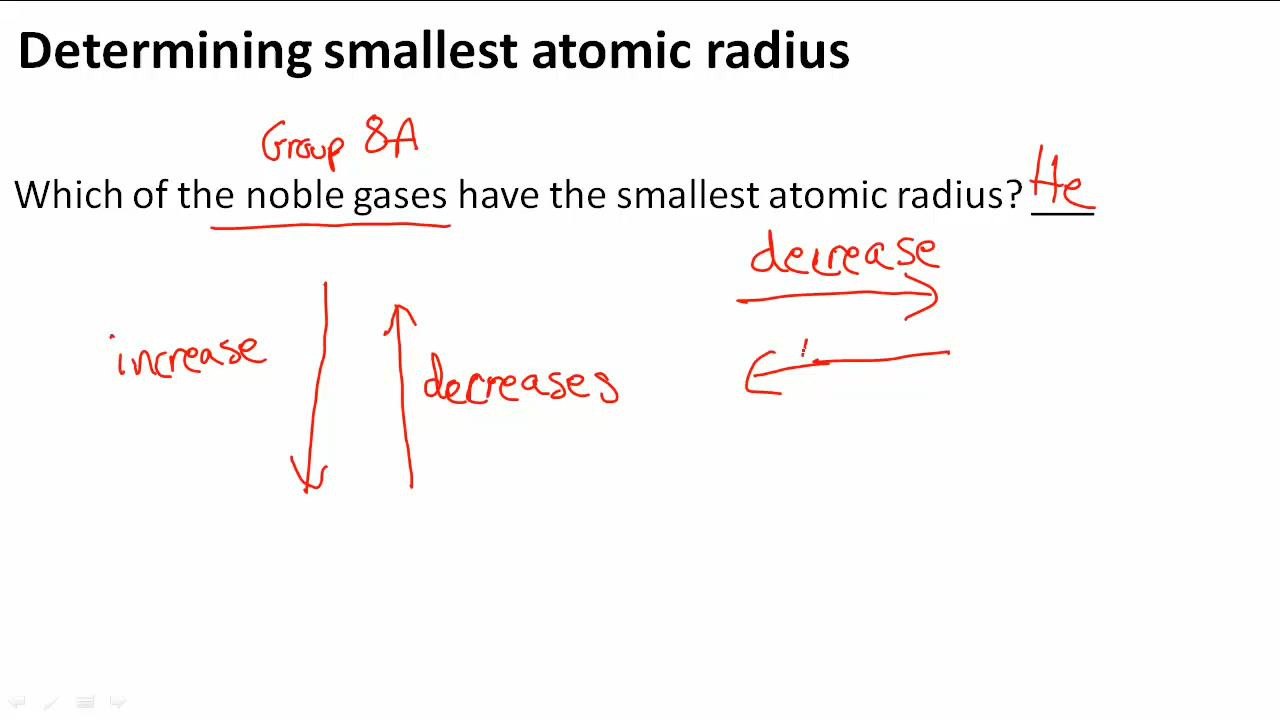 Determining smallest atomic radius
Group 8A
Which of the noble gases have the smallest atomic radius? He
decrease
increase
decreases